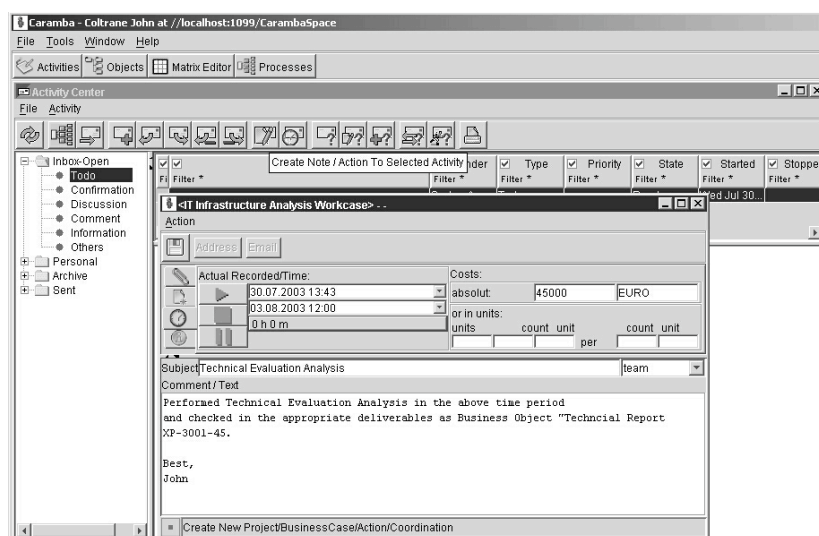 Caramba - Coltrane John at //localhost:1099/CarambaSpace
File Tools Window Help
Activities Objects Matrix Editor Processes
Activity Center
File Activity
Inbox-Open
Todo
Confirmation
Discussion
Comment
Information
Others
Personal
Archive
Sent
Create Note / Action To Selected Activity
nder Type Priority State Started Stoppe
Fi Filter * Filter * Filter * Filter * Filter * Filter * Filter *
Wed Jul 30...
<IT Infrastructure Analysis Workcase> - -
Action
Address Email
Actual Recorded/Time:
30.07.2003 13:43
03.08.2003 12:00
0 h 0 m
Costs:
absolut: 45000 EURO
or in units:
units count unit count unit
per
Subject Technical Evaluation Analysis team
Comment / Text
Performed Technical Evaluation Analysis in the above time period
and checked in the appropriate deliverables as Business Object "Techncial Report
XP-3001-45.
Best,
John
Create New Project/BusinessCase/Action/Coordination